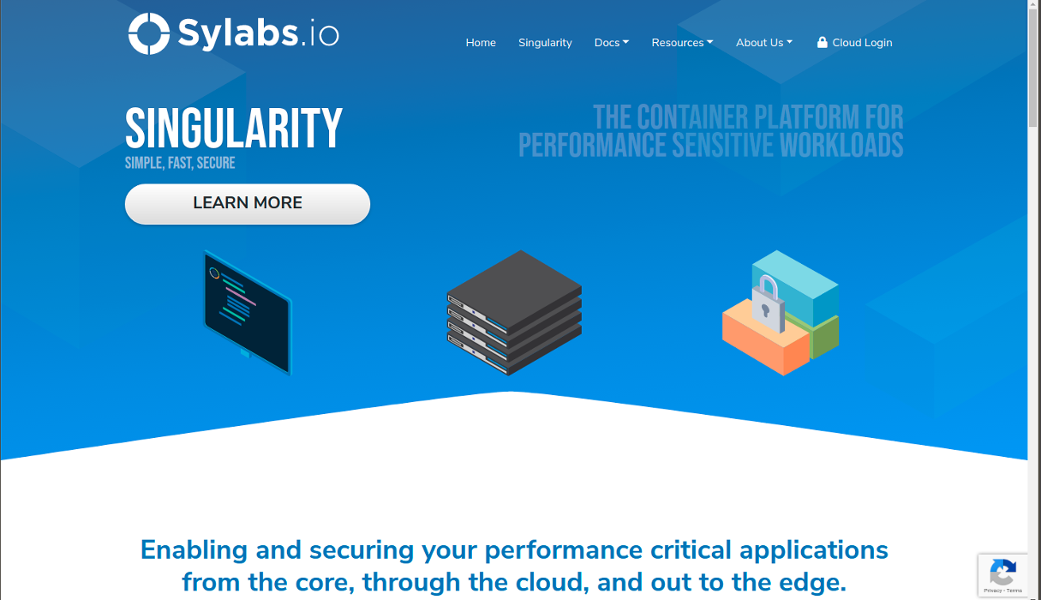 Sylabs.io
Home Singularity Docs Resources About Us Cloud Login
SINGULARITY
SIMPLE, FAST, SECURE
THE CONTAINER PLATFORM FOR
PERFORMANCE SENSITIVE WORKLOADS
LEARN MORE
Enabling and securing your performance critical applications
from the core, through the cloud, and out to the edge.
Privacy - Terms